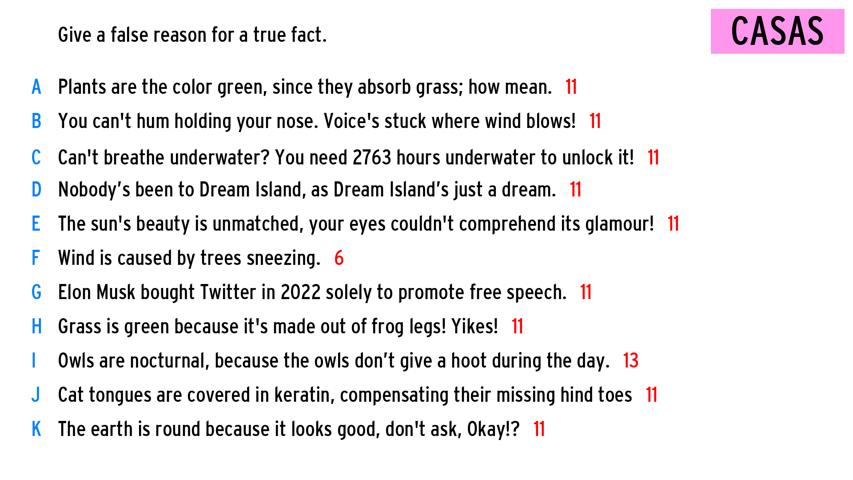 Give a false reason for a true fact.
CASAS
A Plants are the color green, since they absorb grass; how mean. 11
B You can't hum holding your nose. Voice's stuck where wind blows! 11
C Can't breathe underwater? You need 2763 hours underwater to unlock it! 11
D Nobody’s been to Dream Island, as Dream Island’s just a dream. 11
E The sun's beauty is unmatched, your eyes couldn't comprehend its glamour! 11
F Wind is caused by trees sneezing. 6
G Elon Musk bought Twitter in 2022 solely to promote free speech. 11
H Grass is green because it's made out of frog legs! Yikes! 11
I Owls are nocturnal, because the owls don’t give a hoot during the day. 13
J Cat tongues are covered in keratin, compensating their missing hind toes 11
K The earth is round because it looks good, don't ask, Okay!? 11